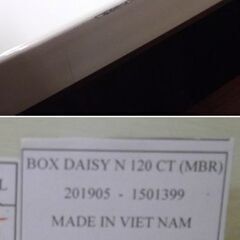 BOX DAISY N 120 CT (MBR)
201905 - 1501399
MADE IN VIET NAM
L